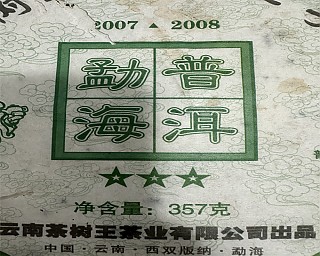 2007 ▲ 2008
勐普
海洱
★★★
净含量：357克
云南茶树王茶业有限公司出品
中国·云南·西双版纳·勐海